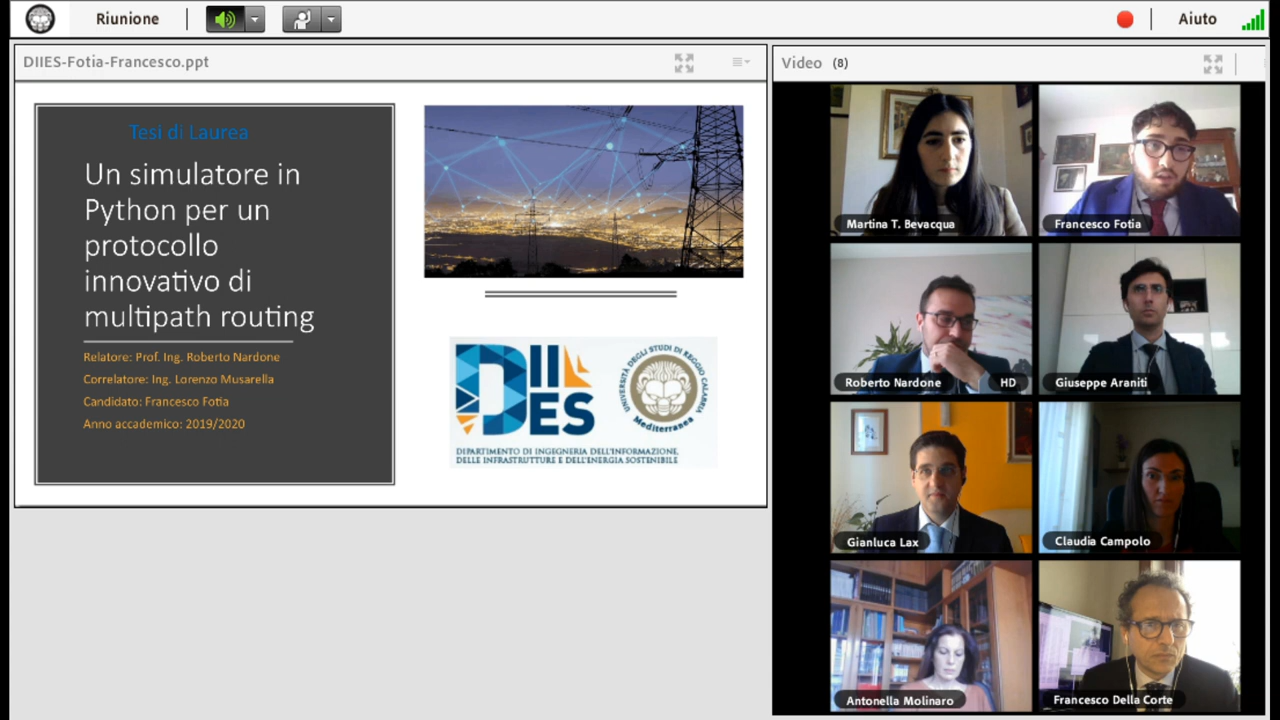 Riunione
Aiuto
DIIES-Fotia-Francesco.ppt
Video (8)
Tesi di Laurea
Un simulatore in
Python per un
protocollo
innovativo di
multipath routing
Relatore: Prof. Ing. Roberto Nardone
Correlatore: Ing. Lorenzo Musarella
Candidato: Francesco Fotia
Anno accademico: 2019/2020
DIIES
UNIVERSITÀ DEGLI STUDI DI REGGIO CALABRIA
Mediterranea
DIPARTIMENTO DI INGEGNERIA DELL'INFORMAZIONE,
DELLE INFRASTRUTTURE E DELL'ENERGIA SOSTENIBILE
Martina T. Bevacqua
Francesco Fotia
Roberto Nardone HD
Giuseppe Araniti
Gianluca Lax
Claudia Campolo
Antonella Molinaro
Francesco Della Corte